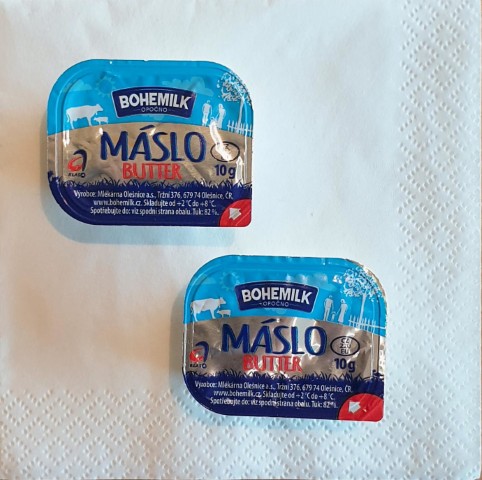 BOHEMILK
OPOČNO
MÁSLO
BUTTER
10g
KLASA
Výrobce: Mlékárna Olešnice a.s., Tržní 376, 679 74 Olešnice, ČR,
www.bohemilk.cz. Skladujte od +2 °C do +8 °C.
Spotřebujte do: viz spodní strana obalu. Tuk: 82 %.
BOHEMILK
OPOČNO
MÁSLO
BUTTER
10g
KLASA
Výrobce: Mlékárna Olešnice a.s., Tržní 376, 679 74 Olešnice, ČR,
www.bohemilk.cz. Skladujte od +2 °C do +8 °C.
Spotřebujte do: viz spodní strana obalu. Tuk: 82 %.